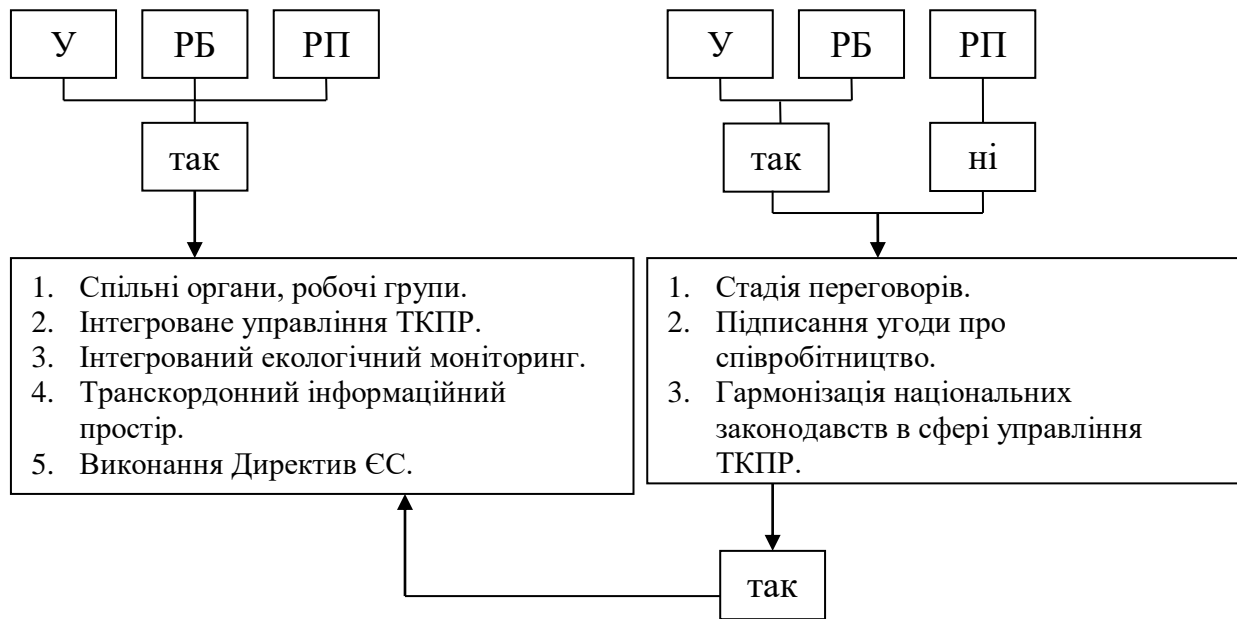 У РБ РП
так
1. Спільні органи, робочі групи.
2. Інтегроване управління ТКПР.
3. Інтегрований екологічний моніторинг.
4. Транскордонний інформаційний
простір.
5. Виконання Директив ЄС.
У РБ РП
так ні
1. Стадія переговорів.
2. Підписання угоди про
співробітництво.
3. Гармонізація національних
законодавств в сфері управління
ТКПР.
так